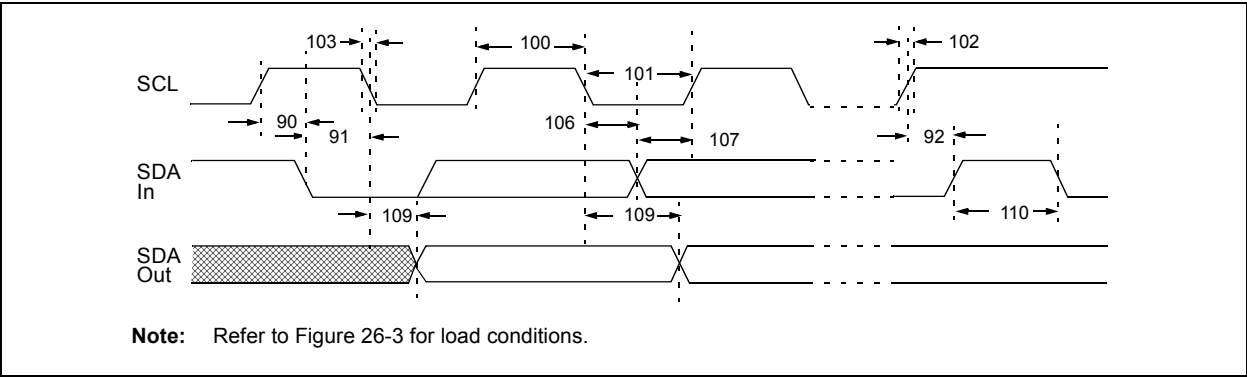 103
100
102
SCL
101
90
91
106
107
92
SDA
In
109
109
110
SDA
Out
Note: Refer to Figure 26-3 for load conditions.